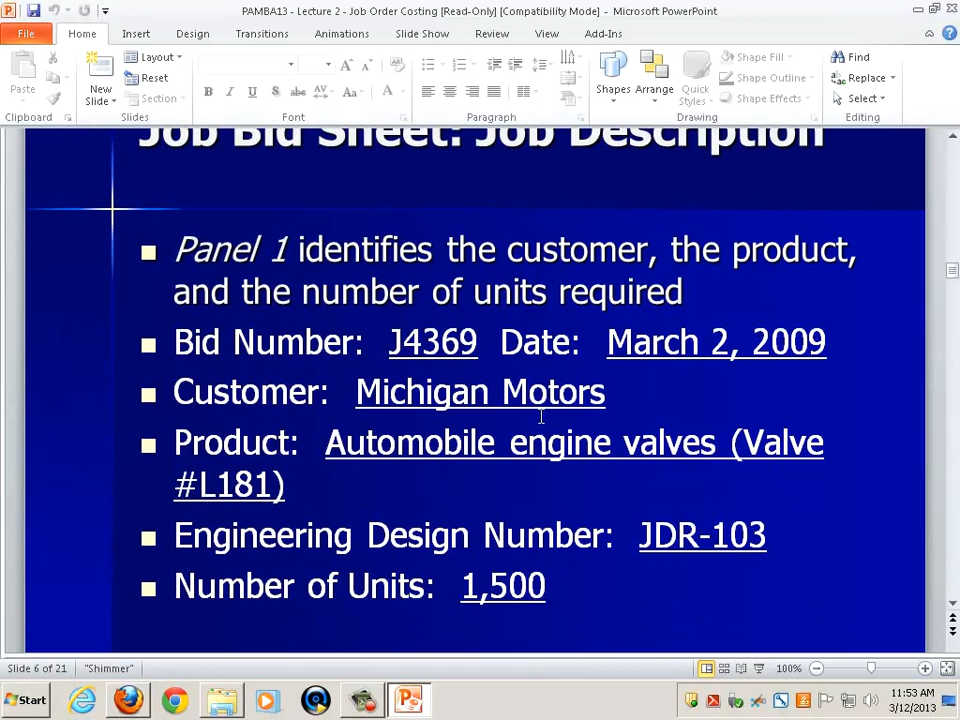 PAMBA13 - Lecture 2 - Job Order Costing [Read-Only] [Compatibility Mode] - Microsoft PowerPoint
File Home Insert Design Transitions Animations Slide Show Review View Add-Ins
Paste
Clipboard
New
Slide
Layout
Reset
Section
Slides
B I U S abc AV Aa A
Font
Paragraph
Shapes
Arrange
Quick
Styles
Shape Fill
Shape Outline
Shape Effects
Drawing
Find
Replace
Select
Editing
Job Bid Sheet: Job Description
Panel 1 identifies the customer, the product,
and the number of units required
Bid Number: J4369 Date: March 2, 2009
Customer: Michigan Motors
Product: Automobile engine valves (Valve
#L181)
Engineering Design Number: JDR-103
Number of Units: 1,500
Slide 6 of 21 "Shimmer" 100%
Start
11:53 AM
3/12/2013